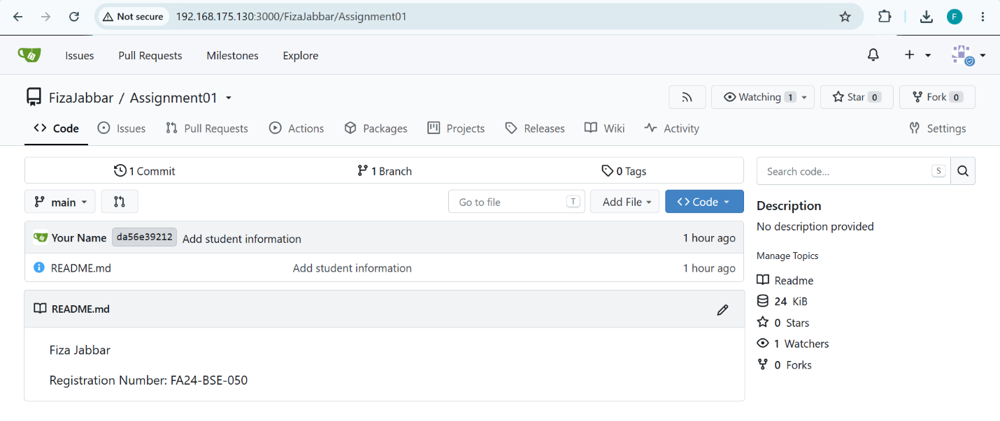 Not secure 192.168.175.130:3000/FizaJabbar/Assignment01 F
Issues Pull Requests Milestones Explore
FizaJabbar / Assignment01 Watching 1 Star 0 Fork 0
Code Issues Pull Requests Actions Packages Projects Releases Wiki Activity Settings
1 Commit 1 Branch 0 Tags
Search code... S
main Go to file T Add File Code
Description
No description provided
Your Name da56e39212 Add student information 1 hour ago
Manage Topics
README.md Add student information 1 hour ago
Readme
24 KiB
README.md
0 Stars
1 Watchers
Fiza Jabbar
0 Forks
Registration Number: FA24-BSE-050